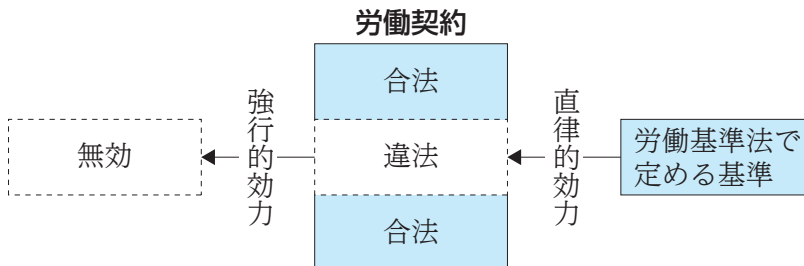 労働契約
合法
強行的効力
直律的効力
無効
違法
労働基準法で
定める基準
合法